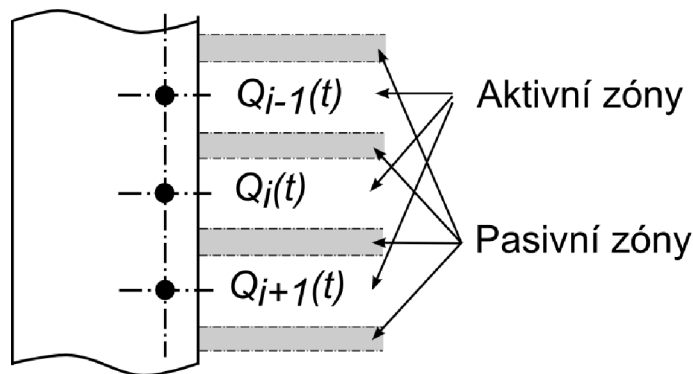 Qi-1(t)
Aktivní zóny
Qi(t)
Pasivní zóny
Qi+1(t)